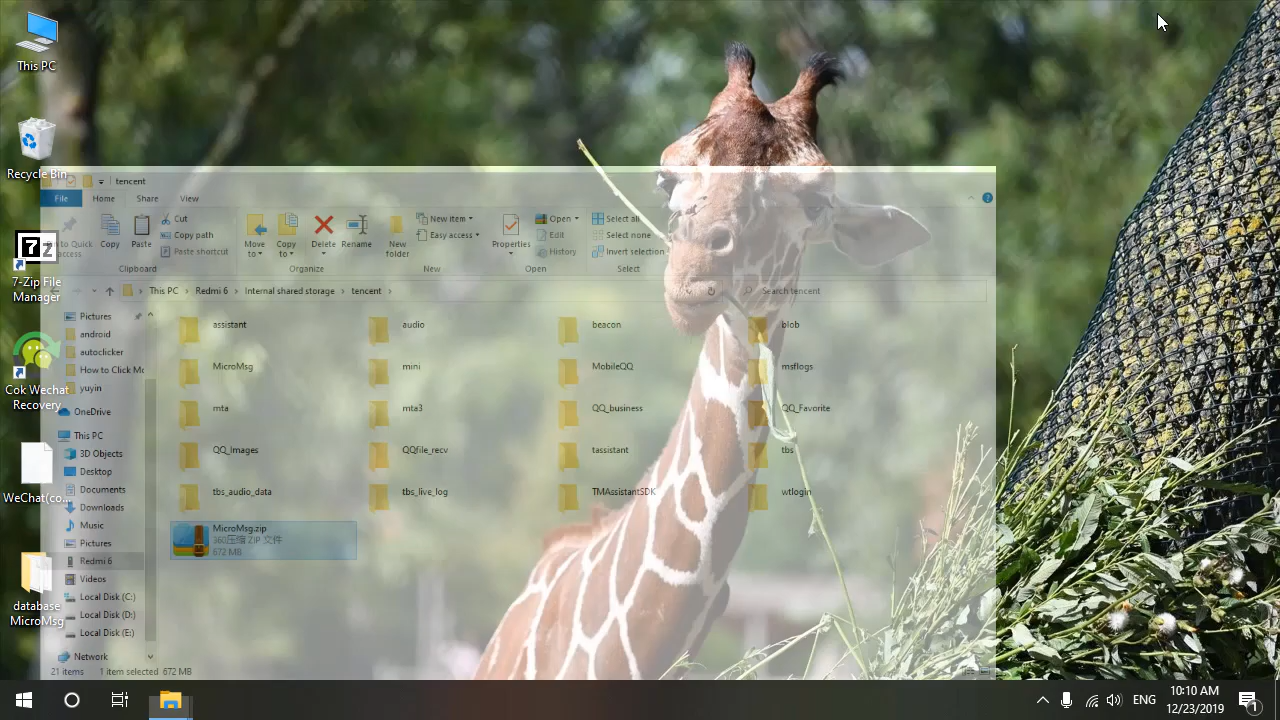 This PC
Recycle Bin
7-Zip File
Manager
Cok Wechat
Recovery
WeChat(co...
database
MicroMsg
tencent
File
Home
Share
View
Copy
Paste
Cut
Copy path
Paste shortcut
Clipboard
Move
to
Copy
to
Delete
Rename
Organize
New
folder
New item
Easy access
New
Properties
Open
Edit
History
Open
Select all
Select none
Invert selection
Select
This PC
Redmi 6
Internal shared storage
tencent
Search tencent
Pictures
android
autoclicker
How to Click Mc
yuyin
OneDrive
This PC
3D Objects
Desktop
Documents
Downloads
Music
Pictures
Redmi 6
Videos
Local Disk (C:)
Local Disk (D:)
Local Disk (E:)
Network
assistant
audio
beacon
blob
MicroMsg
mini
MobileQQ
msflogs
mta
mta3
QQ_business
QQ_Favorite
QQ_Images
QQfile_recv
tassistant
tbs
tbs_audio_data
tbs_live_log
TMAssistantSDK
wtlogin
MicroMsg.zip
360压缩 ZIP 文件
672 MB
21 items
1 item selected 672 MB
ENG
10:10 AM
12/23/2019
1